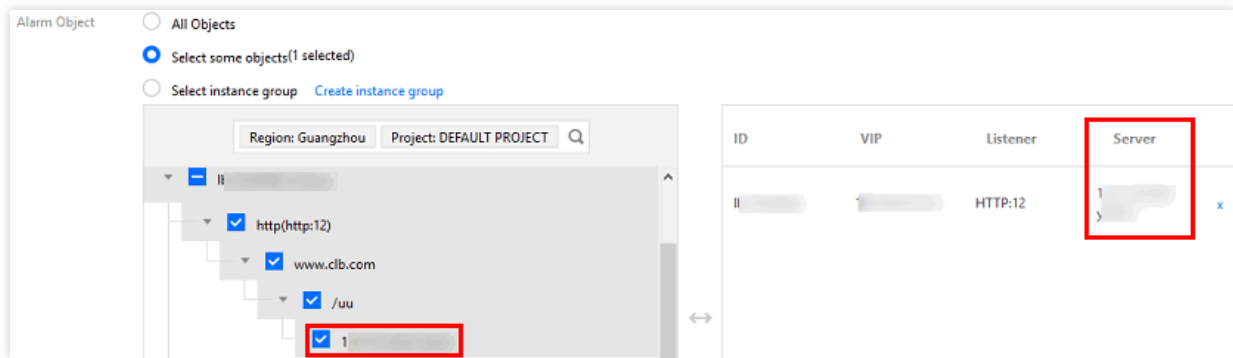 Alarm Object
All Objects
Select some objects(1 selected)
Select instance group Create instance group
Region: Guangzhou Project: DEFAULT PROJECT
http(http:12)
www.clb.com
/uu
ID VIP Listener Server
HTTP:12
x